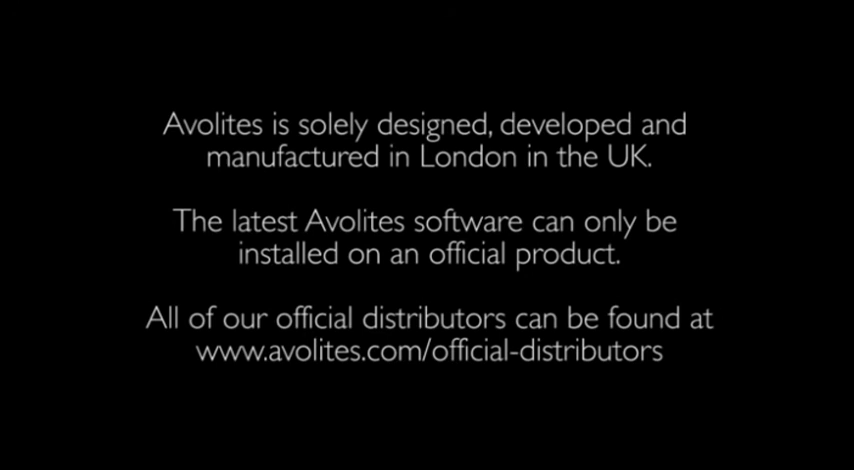 Avolites is solely designed, developed and
manufactured in London in the UK.
The latest Avolites software can only be
installed on an official product.
All of our official distributors can be found at
www.avolites.com/official-distributors